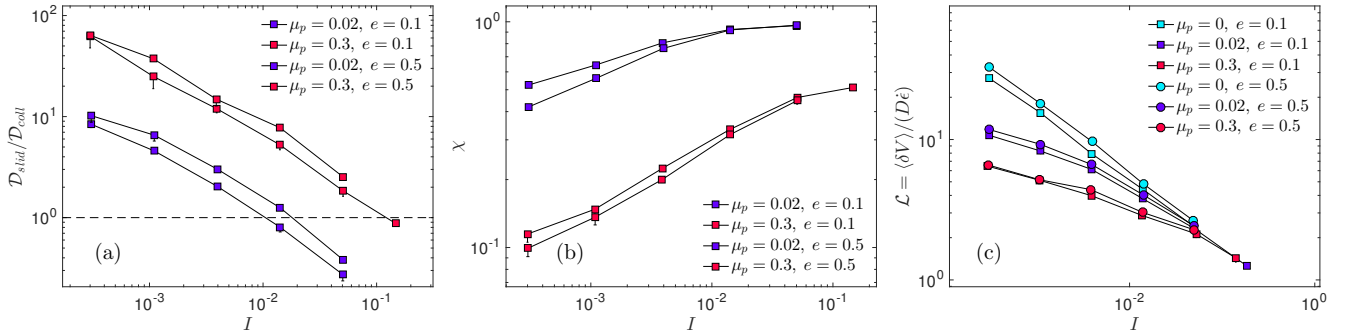 10^2
10^1
10^0
D_slid/D_coll
μ_p = 0.02, e = 0.1
μ_p = 0.3, e = 0.1
μ_p = 0.02, e = 0.5
μ_p = 0.3, e = 0.5
(a)
10^-3
10^-2
10^-1
I
10^0
10^-1
χ
μ_p = 0.02, e = 0.1
μ_p = 0.3, e = 0.1
μ_p = 0.02, e = 0.5
μ_p = 0.3, e = 0.5
(b)
10^-3
10^-2
10^-1
I
10^1
10^0
L = ⟨δV⟩/(Dε̇)
μ_p = 0, e = 0.1
μ_p = 0.02, e = 0.1
μ_p = 0.3, e = 0.1
μ_p = 0, e = 0.5
μ_p = 0.02, e = 0.5
μ_p = 0.3, e = 0.5
(c)
10^-2
10^0
I